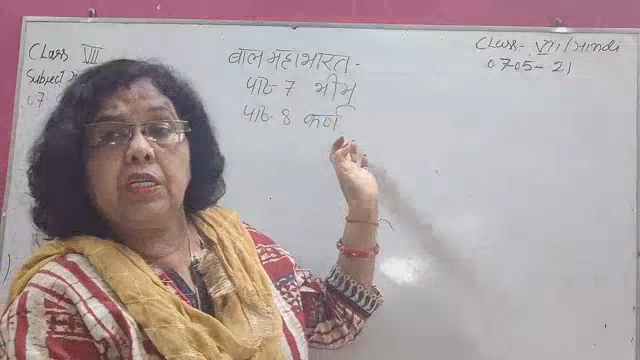 Class VII
Subject
07-
बाल महाभारत -
पाठ-7 भीम
पाठ-8 कर्ण
Class- VII/Hindi
07-05-21